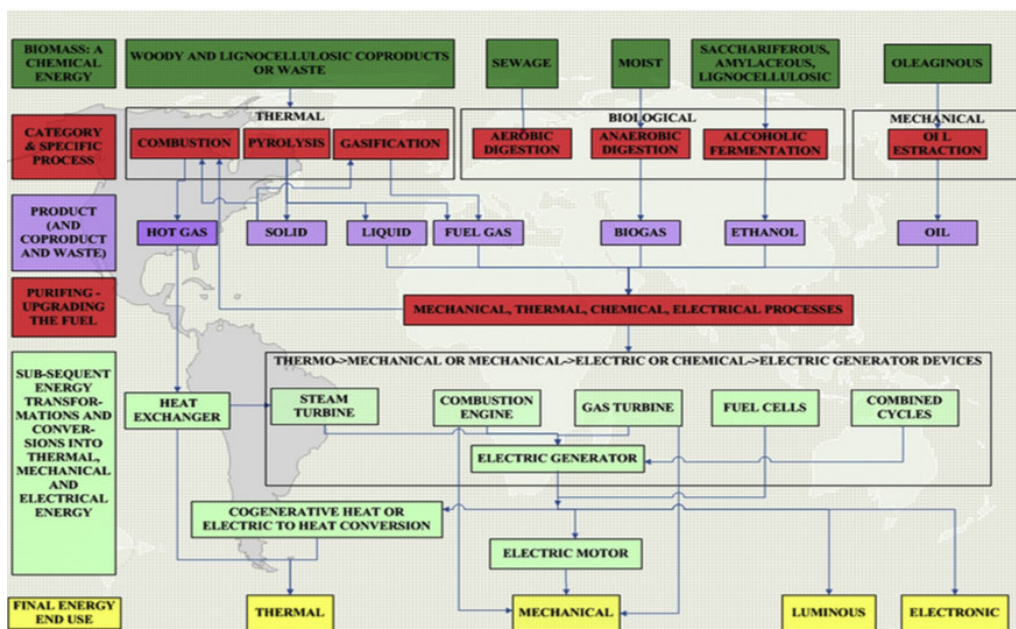 BIOMASS: A
CHEMICAL
ENERGY
WOODY AND LIGNOCELLULOSIC COPRODUCTS
OR WASTE
SEWAGE
MOIST
SACCHARIFEROUS,
AMYLACEOUS,
LIGNOCELLULOSIC
OLEAGINOUS
CATEGORY
& SPECIFIC
PROCESS
THERMAL
COMBUSTION
PYROLYSIS
GASIFICATION
BIOLOGICAL
AEROBIC
DIGESTION
ANAEROBIC
DIGESTION
ALCOHOLIC
FERMENTATION
MECHANICAL
OIL
EXTRACTION
PRODUCT
(AND
COPRODUCT
AND WASTE)
HOT GAS
SOLID
LIQUID
FUEL GAS
BIOGAS
ETHANOL
OIL
PURIFING -
UPGRADING
THE FUEL
MECHANICAL, THERMAL, CHEMICAL, ELECTRICAL PROCESSES
SUB-SEQUENT
ENERGY
TRANSFOR-
MATIONS AND
CONVER-
SIONS INTO
THERMAL,
MECHANICAL
AND
ELECTRICAL
ENERGY
THERMO->MECHANICAL OR MECHANICAL->ELECTRIC OR CHEMICAL->ELECTRIC GENERATOR DEVICES
HEAT
EXCHANGER
STEAM
TURBINE
COMBUSTION
ENGINE
GAS TURBINE
FUEL CELLS
COMBINED
CYCLES
ELECTRIC GENERATOR
COGENERATIVE HEAT OR
ELECTRIC TO HEAT CONVERSION
ELECTRIC MOTOR
FINAL ENERGY
END USE
THERMAL
MECHANICAL
LUMINOUS
ELECTRONIC